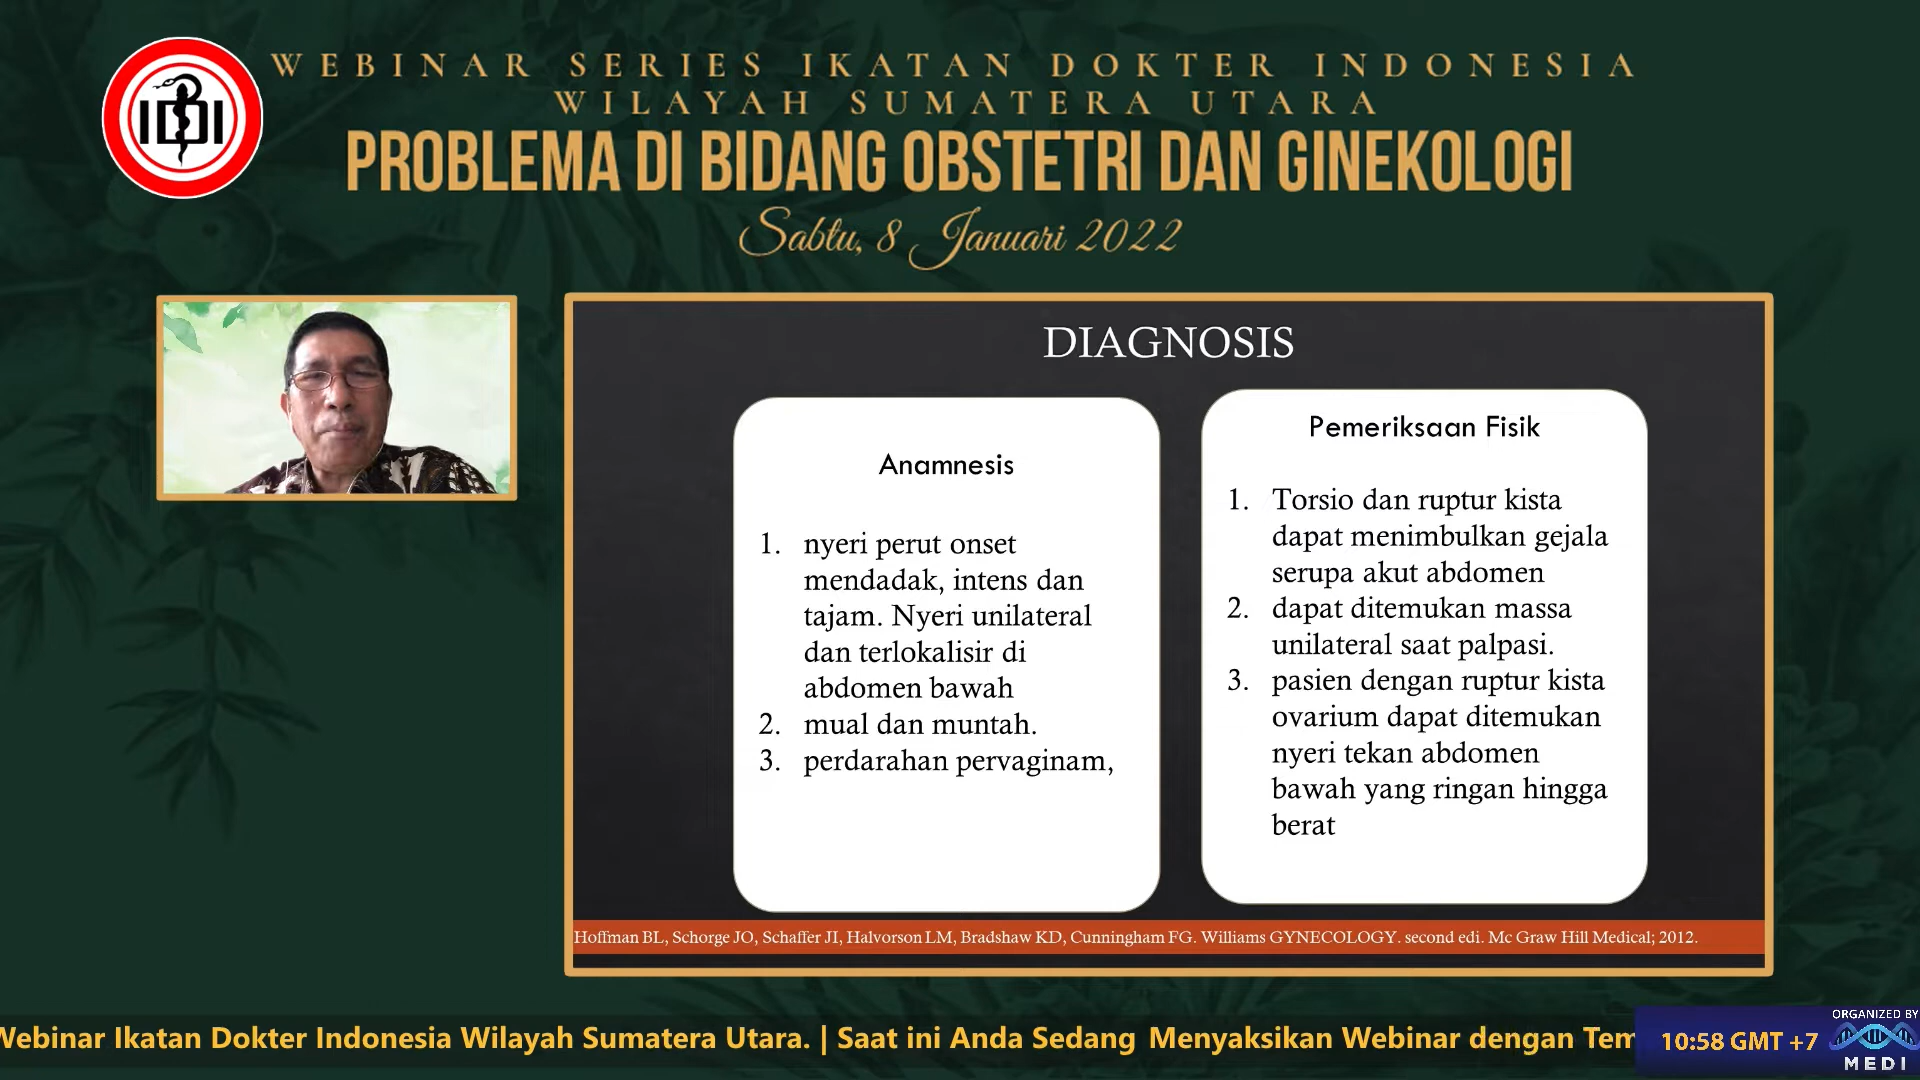 WEBINAR SERIES IKATAN DOKTER INDONESIA
WILAYAH SUMATERA UTARA
PROBLEMA DI BIDANG OBSTETRI DAN GINEKOLOGI
Sabtu, 8 Januari 2022
IDI
DIAGNOSIS
Anamnesis
1. nyeri perut onset
mendadak, intens dan
tajam. Nyeri unilateral
dan terlokalisir di
abdomen bawah
2. mual dan muntah.
3. perdarahan pervaginam,
Pemeriksaan Fisik
1. Torsio dan ruptur kista
dapat menimbulkan gejala
serupa akut abdomen
2. dapat ditemukan massa
unilateral saat palpasi.
3. pasien dengan ruptur kista
ovarium dapat ditemukan
nyeri tekan abdomen
bawah yang ringan hingga
berat
Hoffman BL, Schorge JO, Schaffer JI, Halvorson LM, Bradshaw KD, Cunningham FG. Williams GYNECOLOGY. second edi. Mc Graw Hill Medical; 2012.
Webinar Ikatan Dokter Indonesia Wilayah Sumatera Utara. | Saat ini Anda Sedang Menyaksikan Webinar dengan Tem
10:58 GMT +7
ORGANIZED BY
MEDI